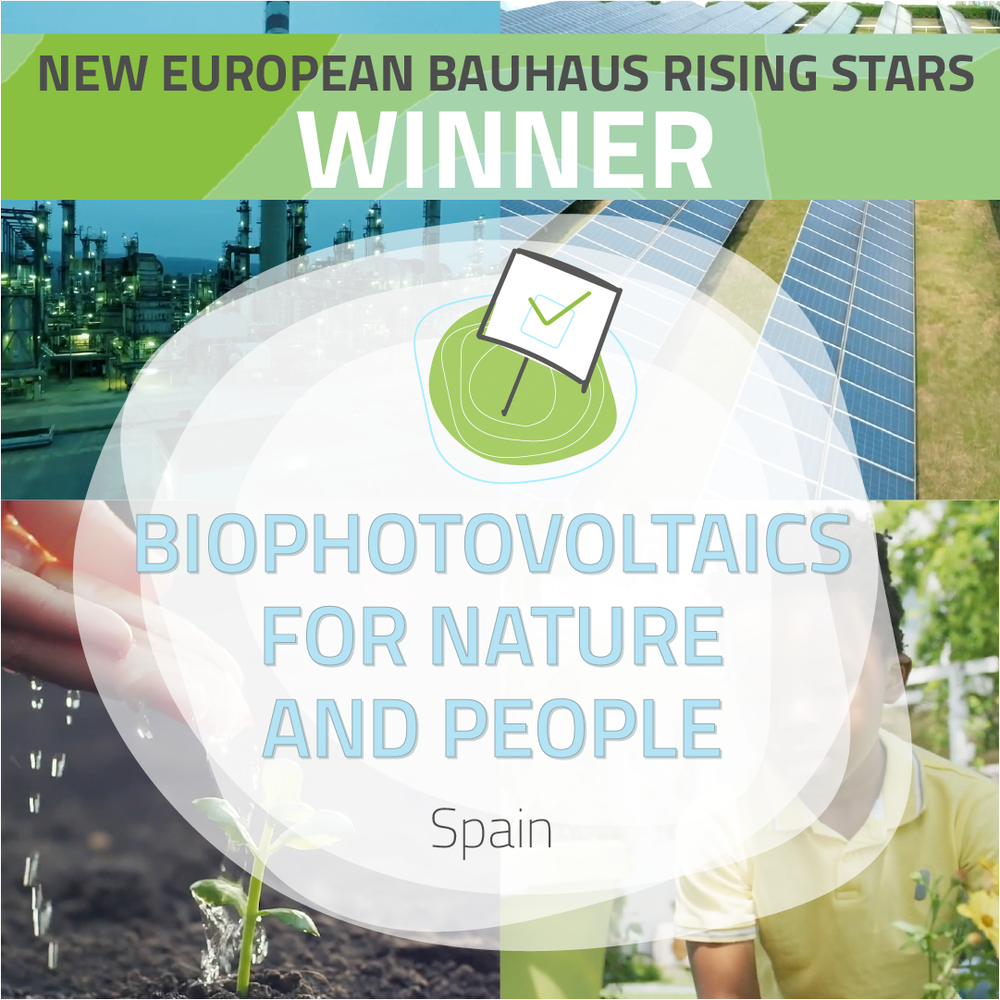 NEW EUROPEAN BAUHAUS RISING STARS
WINNER
BIOPHOTOVOLTAICS
FOR NATURE
AND PEOPLE
Spain